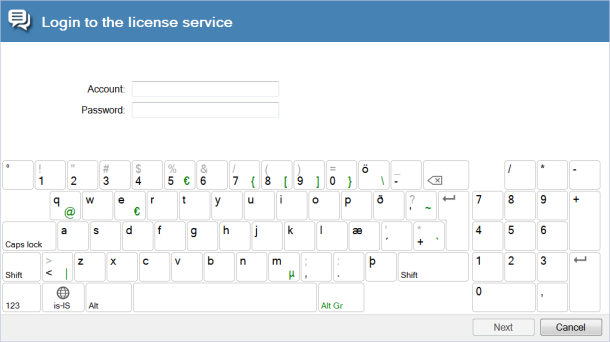 Login to the license service
Account:
Password:
° ! 1 " 2 # 3 $ 4 % 5 € & 6 / 7 { ( 8 [ ) 9 ] = 0 } ö \ _ - / * -
q @ w e € r t y u i o p ð ? ' ~ 7 8 9 +
Caps lock a s d f g h j k l æ ' ´ * + ` 4 5 6
Shift > < | z x c v b n m µ ; , : . þ Shift 1 2 3
123 is-IS Alt Alt Gr 0 ,
Next Cancel